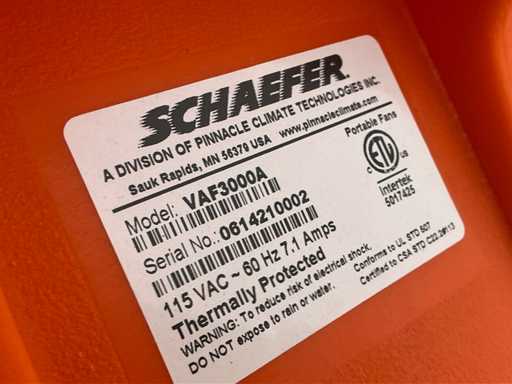 SCHAEFER
A DIVISION OF PINNACLE CLIMATE TECHNOLOGIES INC.
Sauk Rapids, MN 56379 USA www.pinnacleclimate.com
Model: VAF3000A
Serial No.: 0614210002
115 VAC ~ 60 Hz 7.1 Amps
Thermally Protected
WARNING: To reduce risk of electrical shock,
DO NOT expose to rain or water.
Portable Fans
ETL
C US
Intertek
5017425
Conforms to UL STD 507
Certified to CSA STD C22.2#113